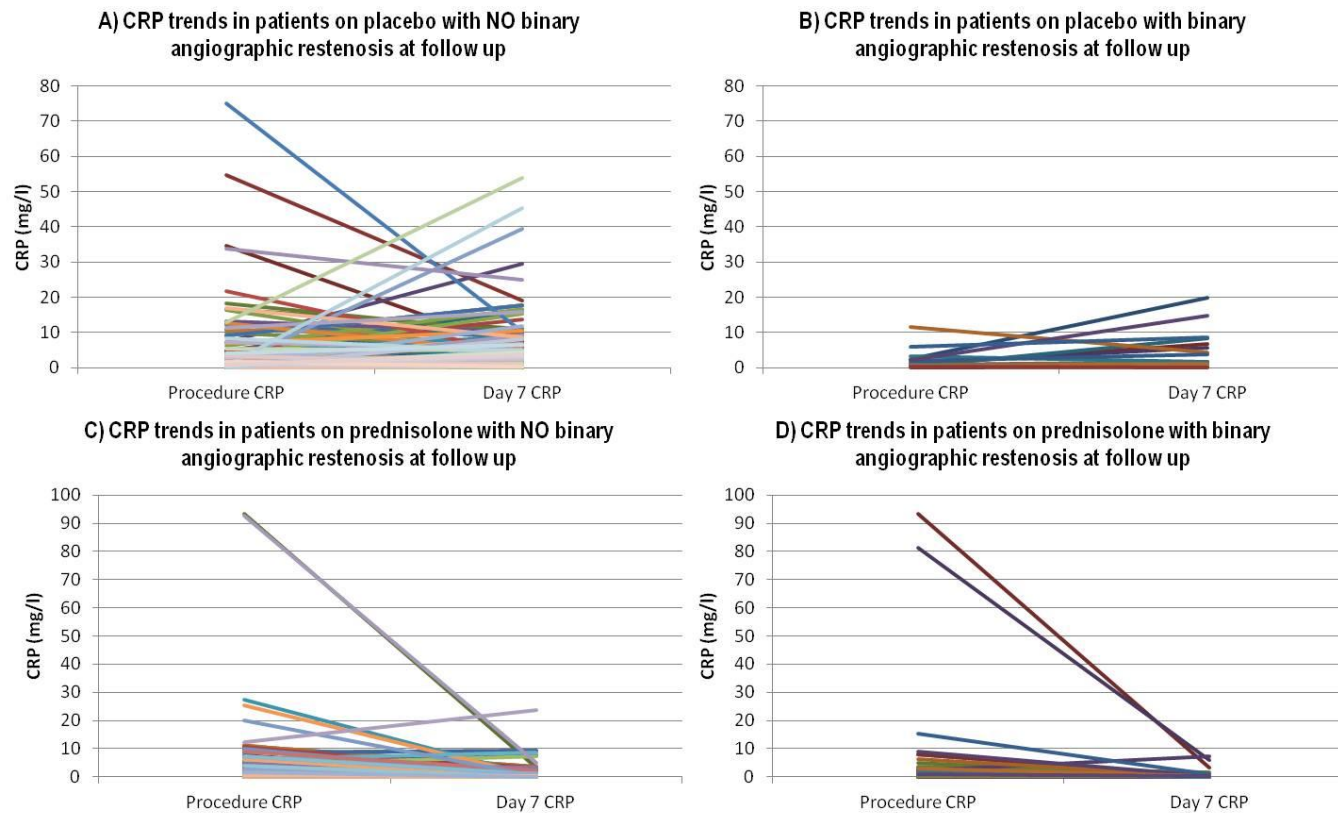 A) CRP trends in patients on placebo with NO binary
angiographic restenosis at follow up
80
70
60
50
40
30
20
10
0
CRP (mg/l)
Procedure CRP
Day 7 CRP
B) CRP trends in patients on placebo with binary
angiographic restenosis at follow up
80
70
60
50
40
30
20
10
0
CRP (mg/l)
Procedure CRP
Day 7 CRP
C) CRP trends in patients on prednisolone with NO binary
angiographic restenosis at follow up
100
90
80
70
60
50
40
30
20
10
0
CRP (mg/l)
Procedure CRP
Day 7 CRP
D) CRP trends in patients on prednisolone with binary
angiographic restenosis at follow up
100
90
80
70
60
50
40
30
20
10
0
CRP (mg/l)
Procedure CRP
Day 7 CRP